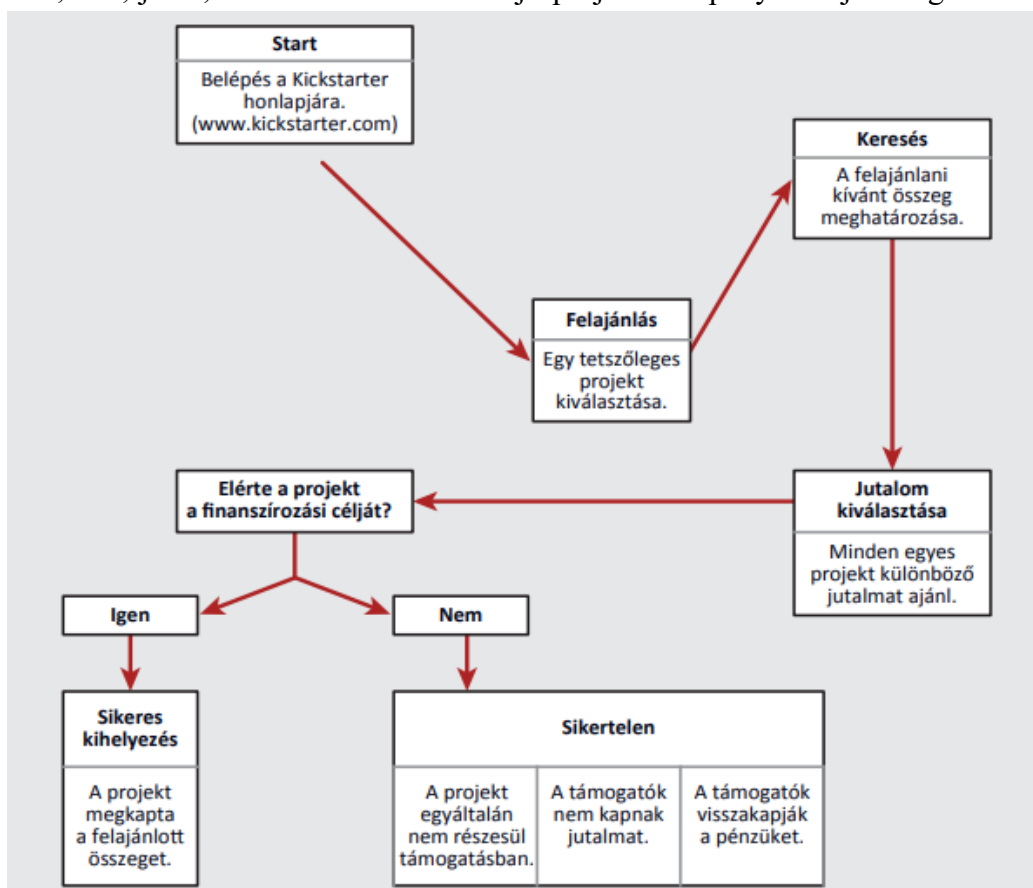 Start
Belépés a Kickstarter
honlapjára.
(www.kickstarter.com)
Keresés
A felajánlani
kívánt összeg
meghatározása.
Felajánlás
Egy tetszőleges
projekt
kiválasztása.
Elérte a projekt
a finanszírozási célját?
Jutalom
kiválasztása
Minden egyes
projekt különböző
jutalmat ajánl.
Igen
Nem
Sikeres
kihelyezés
A projekt
megkapta
a felajánlott
összeget.
Sikertelen
A projekt
egyáltalán
nem részesül
támogatásban.
A támogatók
nem kapnak
jutalmat.
A támogatók
visszakapják
a pénzüket.